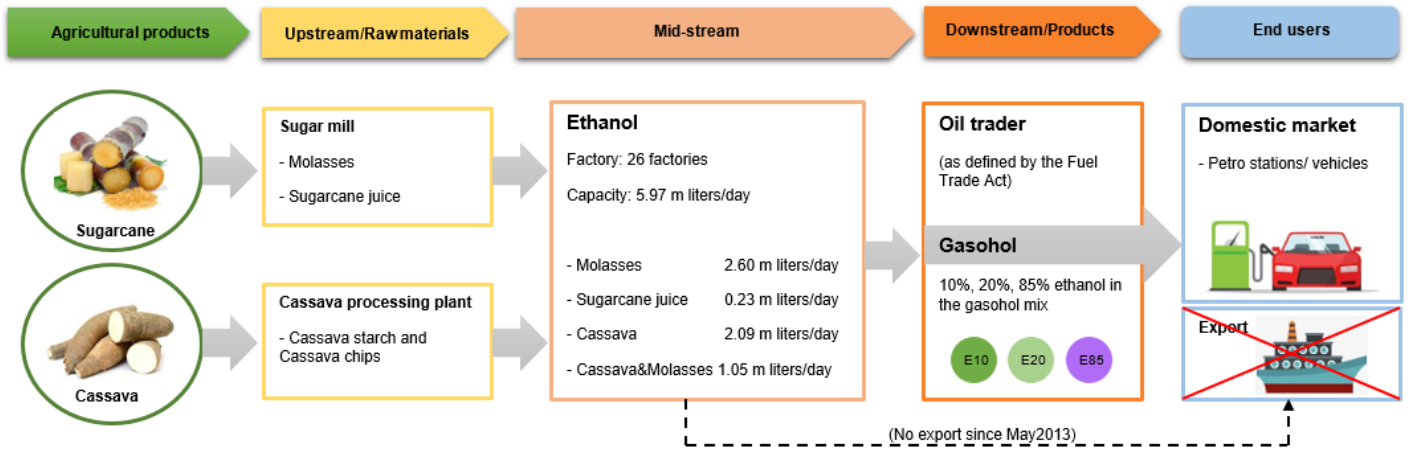 Agricultural products
Upstream/Rawmaterials
Mid-stream
Downstream/Products
End users
Sugarcane
Cassava
Sugar mill
- Molasses
- Sugarcane juice
Cassava processing plant
- Cassava starch and
Cassava chips
Ethanol
Factory: 26 factories
Capacity: 5.97 m liters/day
- Molasses 2.60 m liters/day
- Sugarcane juice 0.23 m liters/day
- Cassava 2.09 m liters/day
- Cassava&Molasses 1.05 m liters/day
Oil trader
(as defined by the Fuel
Trade Act)
Gasohol
10%, 20%, 85% ethanol in
the gasohol mix
E10 E20 E85
Domestic market
- Petro stations/ vehicles
Export
(No export since May2013)